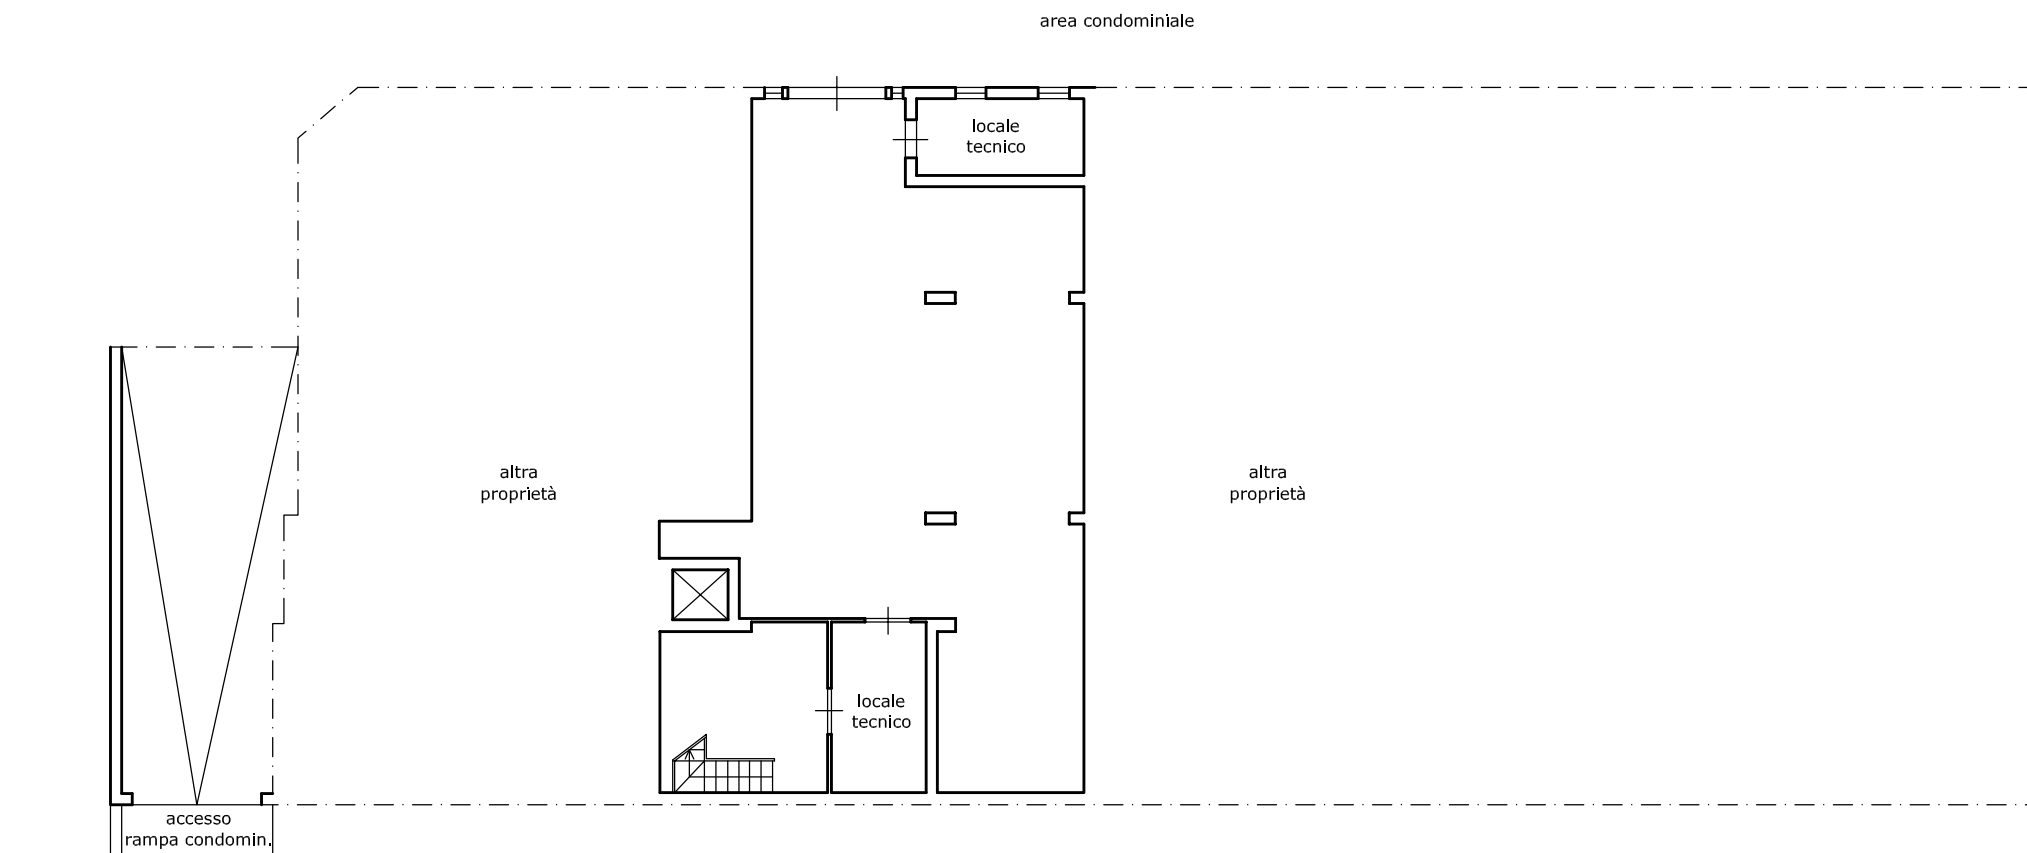 area condominiale
locale
tecnico
altra
proprietà
altra
proprietà
locale
tecnico
accesso
rampa condomin.